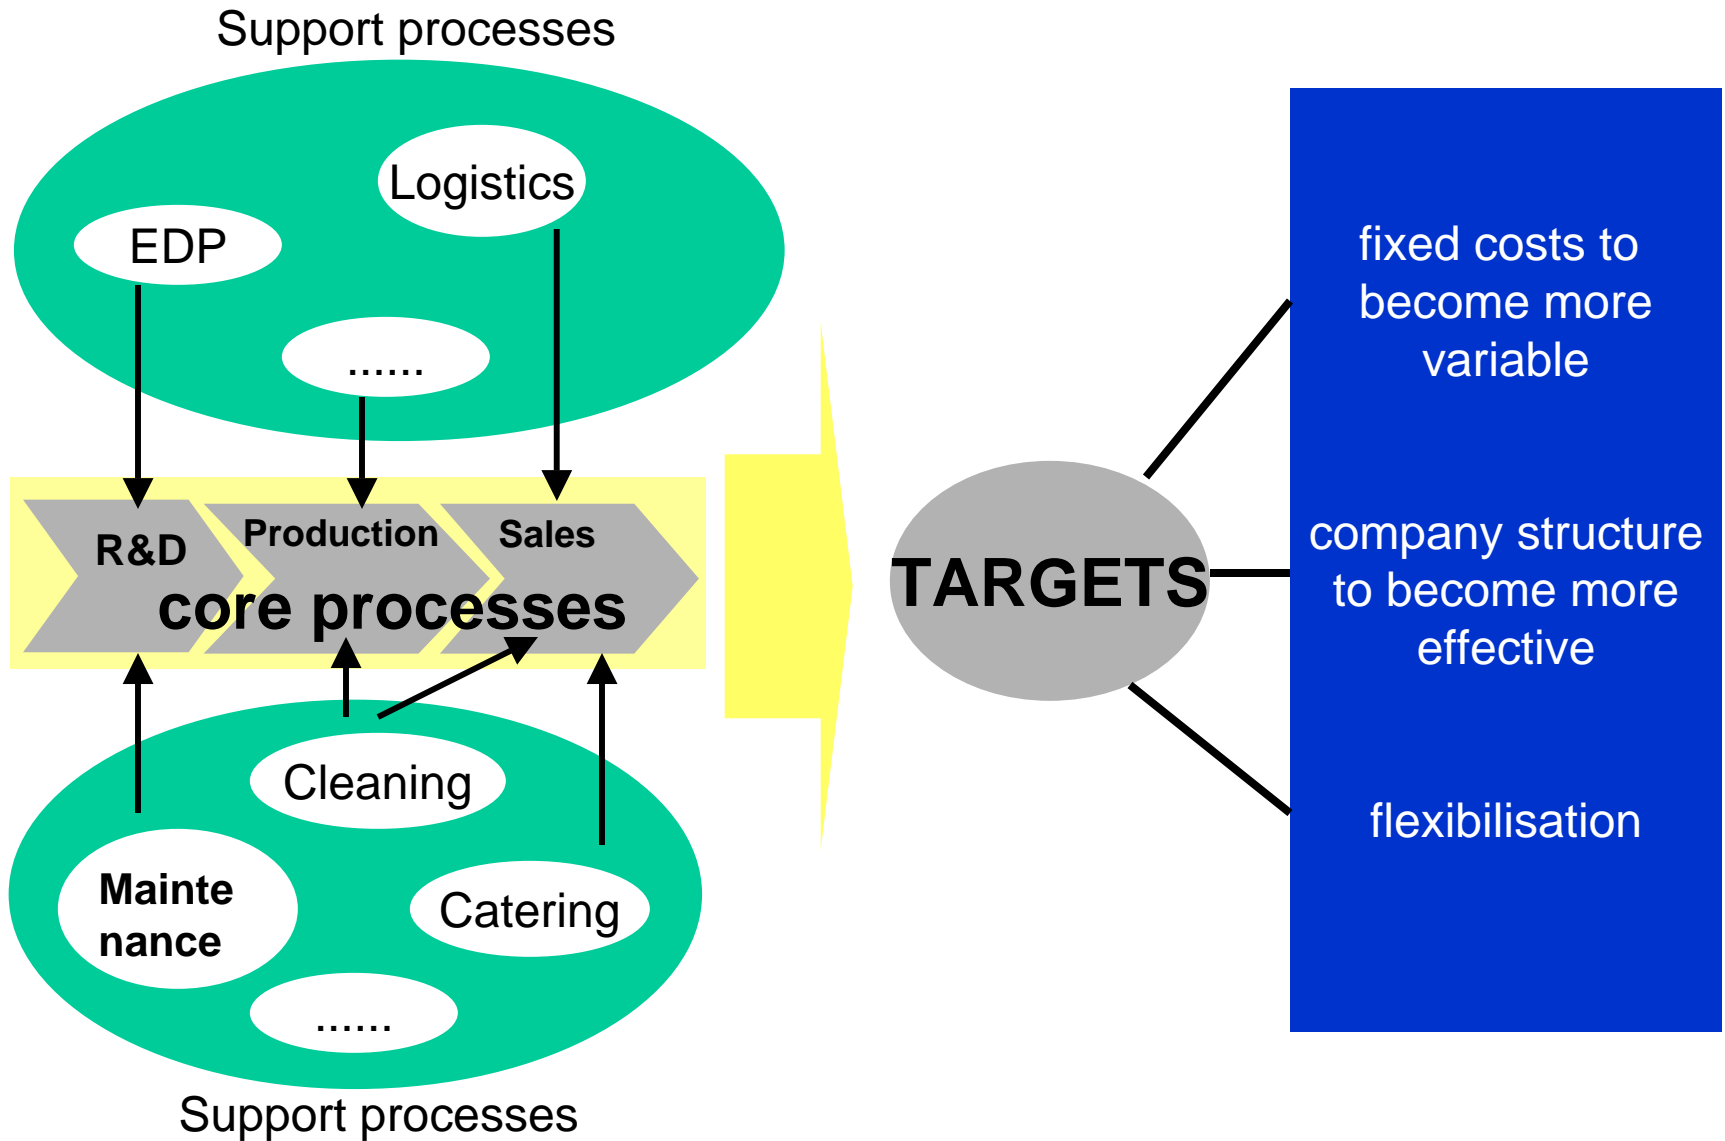 Support processes
Logistics
EDP
......
R&D
Production
Sales
core processes
Cleaning
Mainte
nance
Catering
......
Support processes
TARGETS
fixed costs to
become more
variable
company structure
to become more
effective
flexibilisation